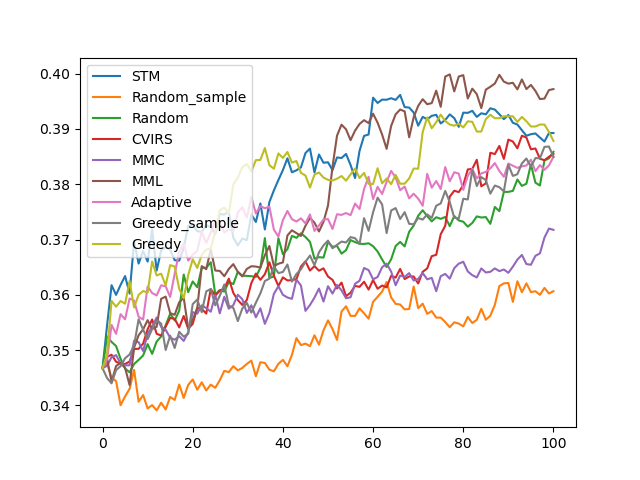 0.40
0.39
0.38
0.37
0.36
0.35
0.34
STM
Random_sample
Random
CVIRS
MMC
MML
Adaptive
Greedy_sample
Greedy
0 20 40 60 80 100